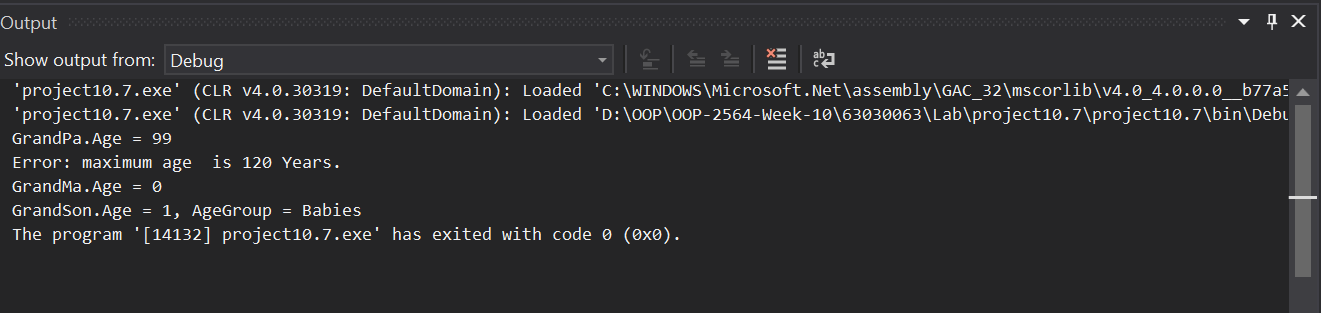 Output
Show output from: Debug
'project10.7.exe' (CLR v4.0.30319: DefaultDomain): Loaded 'C:\WINDOWS\Microsoft.Net\assembly\GAC_32\mscorlib\v4.0_4.0.0.0__b77a5
'project10.7.exe' (CLR v4.0.30319: DefaultDomain): Loaded 'D:\OOP\OOP-2564-Week-10\63030063\Lab\project10.7\project10.7\bin\Debu
GrandPa.Age = 99
Error: maximum age  is 120 Years.
GrandMa.Age = 0
GrandSon.Age = 1, AgeGroup = Babies
The program '[14132] project10.7.exe' has exited with code 0 (0x0).